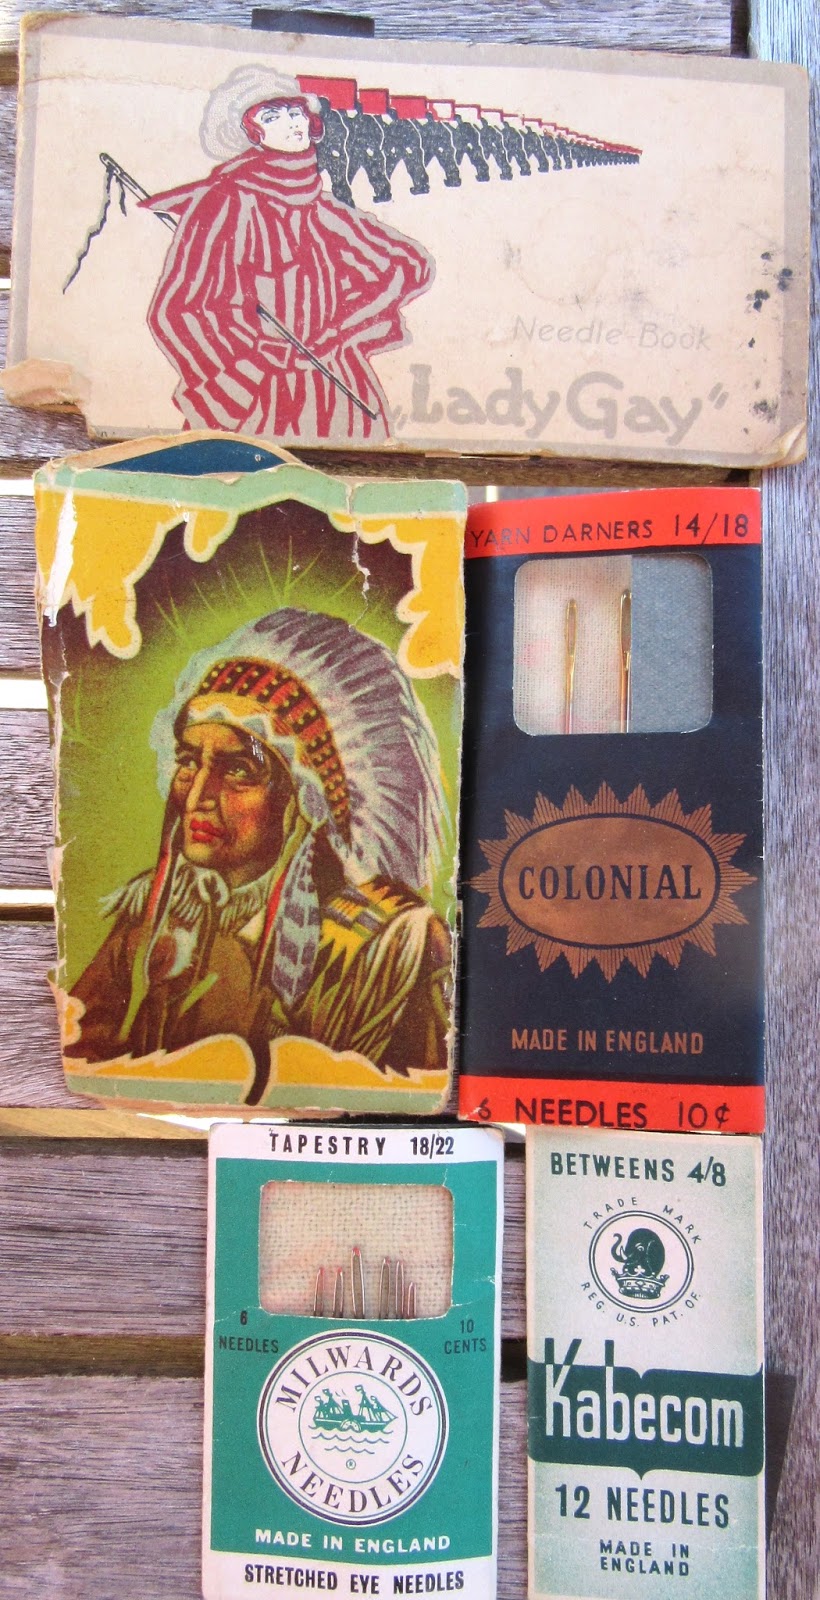 Needle-Book
„Lady Gay“
YARN DARNERS 14/18
COLONIAL
MADE IN ENGLAND
6 NEEDLES 10¢
TAPESTRY 18/22
6
NEEDLES
10
CENTS
MILWARDS
NEEDLES
®
MADE IN ENGLAND
STRETCHED EYE NEEDLES
BETWEENS 4/8
TRADE MARK
REG. U.S. PAT. OF.
Kabecom
12 NEEDLES
MADE IN
ENGLAND